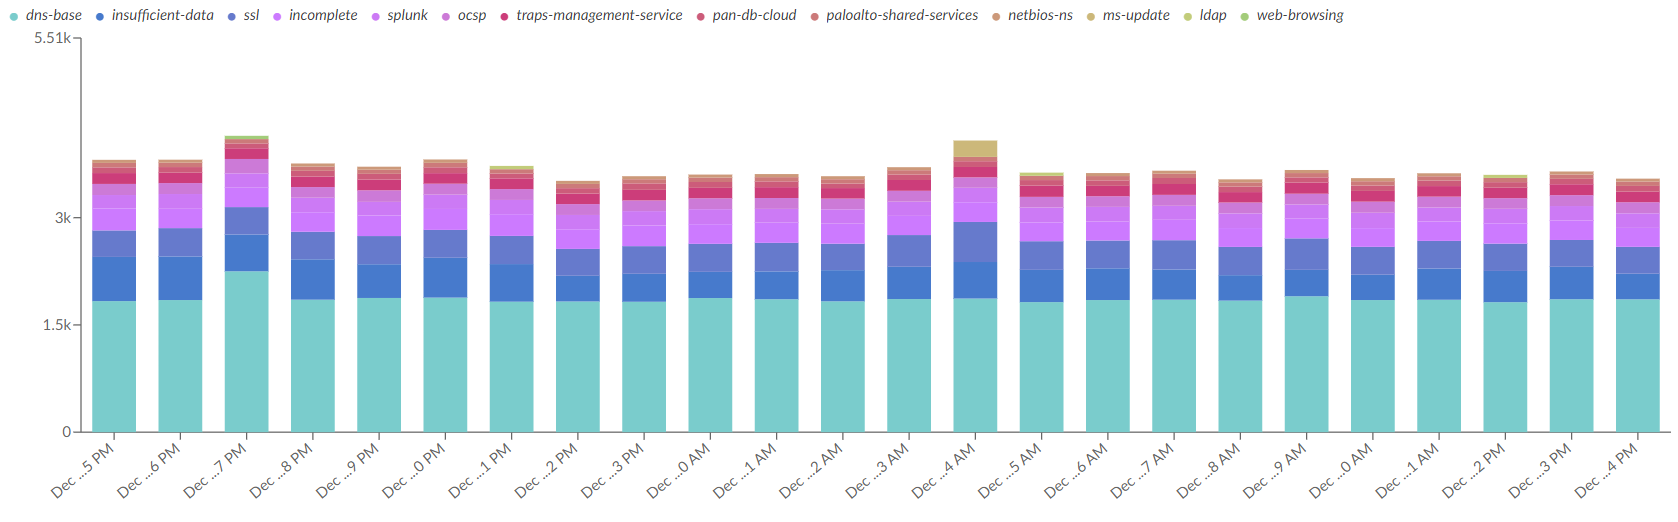 dns-base insufficient-data ssl incomplete splunk ocsp traps-management-service pan-db-cloud paloalto-shared-services netbios-ns ms-update ldap web-browsing
5.51k
3k
1.5k
0
Dec ...5 PM Dec ...6 PM Dec ...7 PM Dec ...8 PM Dec ...9 PM Dec ...0 PM Dec ...1 PM Dec ...2 PM Dec ...3 PM Dec ...0 AM Dec ...1 AM Dec ...2 AM Dec ...3 AM Dec ...4 AM Dec ...5 AM Dec ...6 AM Dec ...7 AM Dec ...8 AM Dec ...9 AM Dec ...0 AM Dec ...1 AM Dec ...2 PM Dec ...3 PM Dec ...4 PM